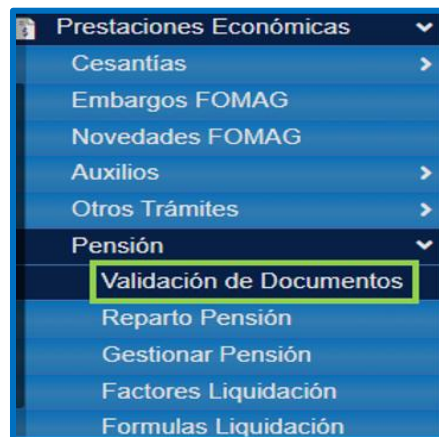 Prestaciones Económicas
Cesantías
Embargos FOMAG
Novedades FOMAG
Auxilios
Otros Trámites
Pensión
Validación de Documentos
Reparto Pensión
Gestionar Pensión
Factores Liquidación
Formulas Liquidación